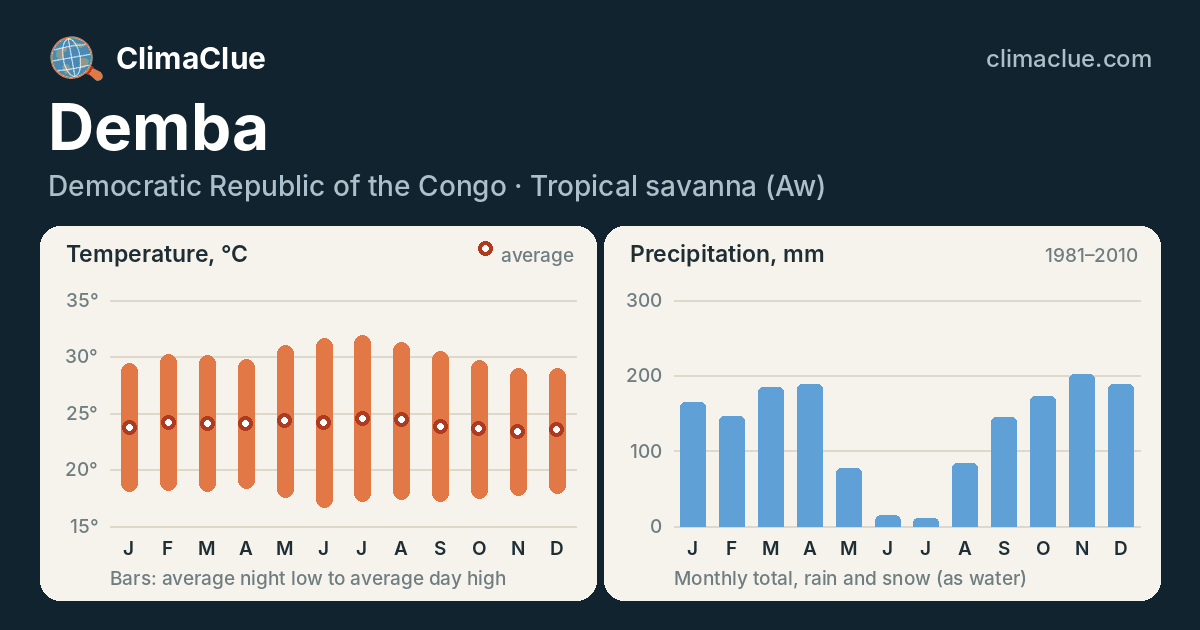 ClimaClue
climaclue.com
Demba
Democratic Republic of the Congo · Tropical savanna (Aw)
Temperature, °C
average
35°
30°
25°
20°
15°
J F M A M J J A S O N D
Bars: average night low to average day high
Precipitation, mm
1981–2010
300
200
100
0
J F M A M J J A S O N D
Monthly total, rain and snow (as water)